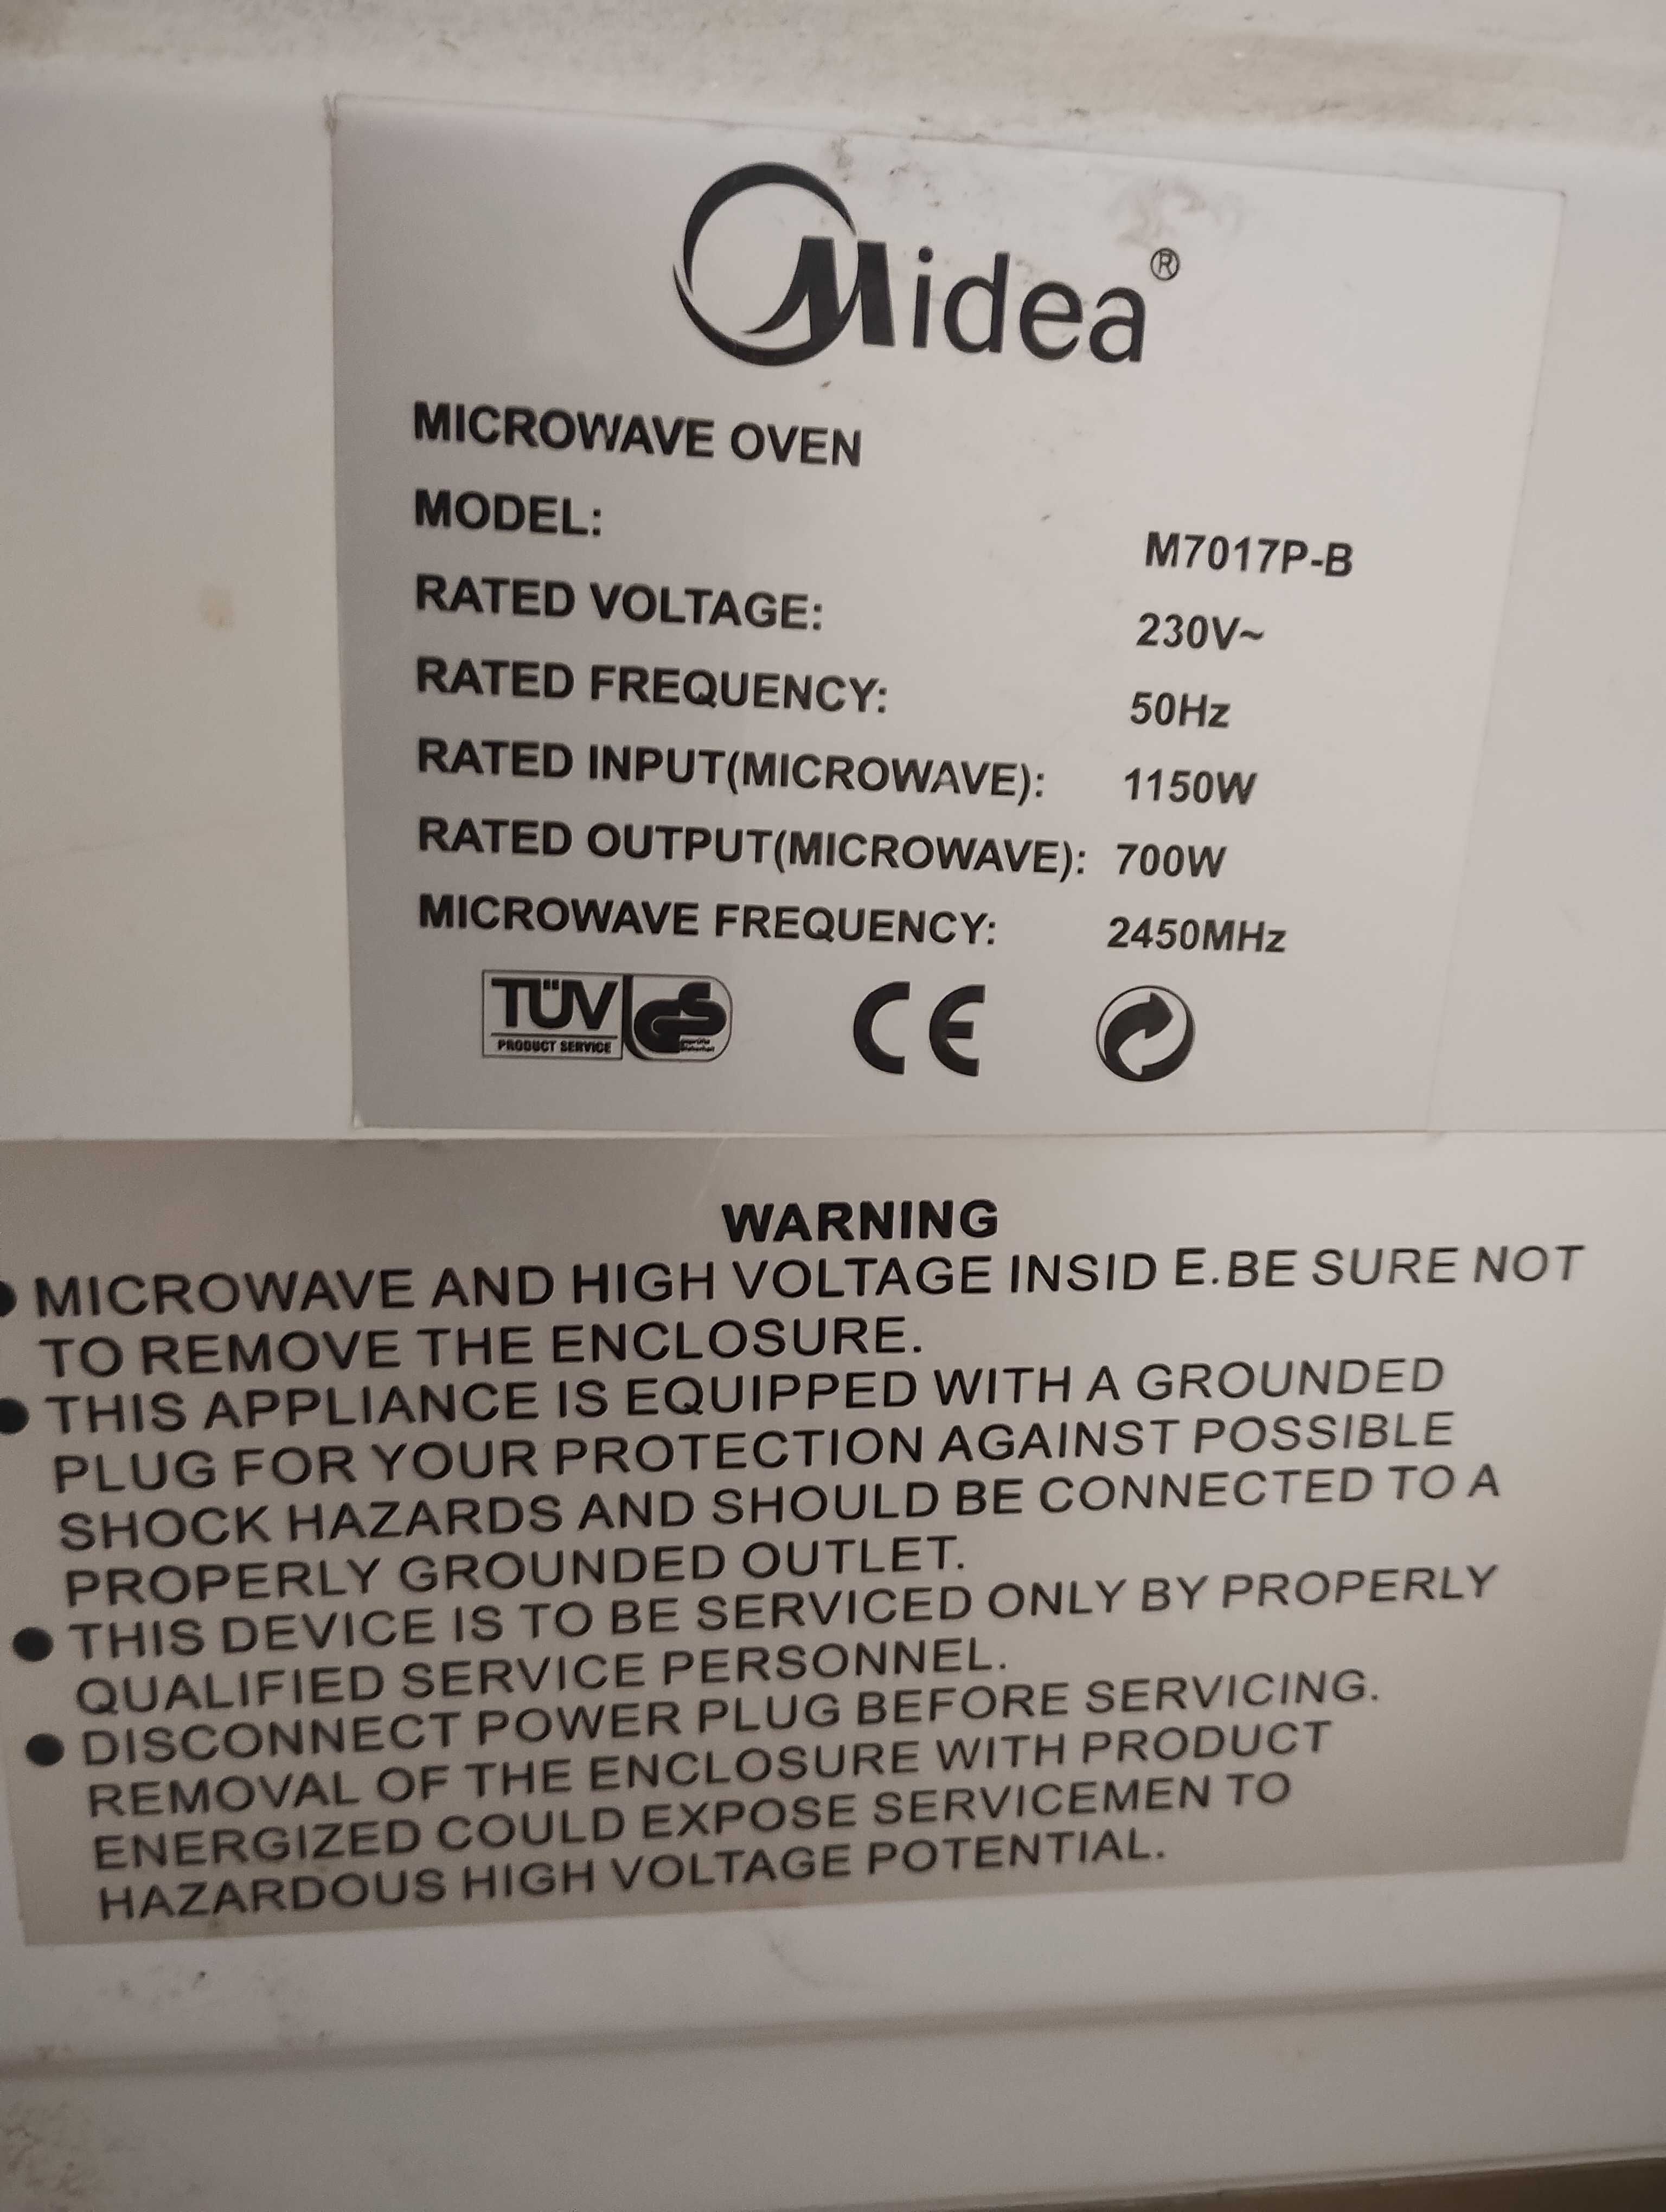 Midea®
MICROWAVE OVEN
MODEL: M7017P-B
RATED VOLTAGE: 230V~
RATED FREQUENCY: 50Hz
RATED INPUT(MICROWAVE): 1150W
RATED OUTPUT(MICROWAVE): 700W
MICROWAVE FREQUENCY: 2450MHz
TÜV GS CE
PRODUCT SERVICE geprüfte Sicherheit
WARNING
● MICROWAVE AND HIGH VOLTAGE INSID E.BE SURE NOT
TO REMOVE THE ENCLOSURE.
● THIS APPLIANCE IS EQUIPPED WITH A GROUNDED
PLUG FOR YOUR PROTECTION AGAINST POSSIBLE
SHOCK HAZARDS AND SHOULD BE CONNECTED TO A
PROPERLY GROUNDED OUTLET.
● THIS DEVICE IS TO BE SERVICED ONLY BY PROPERLY
QUALIFIED SERVICE PERSONNEL.
● DISCONNECT POWER PLUG BEFORE SERVICING.
REMOVAL OF THE ENCLOSURE WITH PRODUCT
ENERGIZED COULD EXPOSE SERVICEMEN TO
HAZARDOUS HIGH VOLTAGE POTENTIAL.